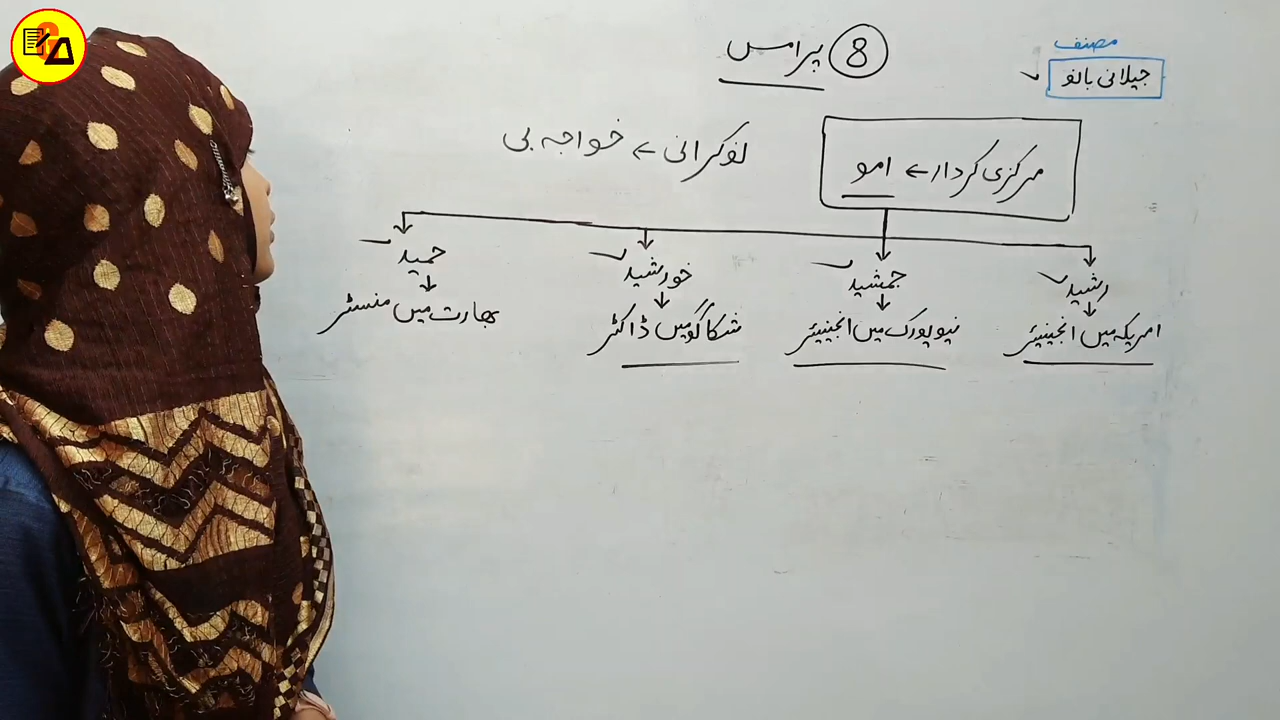 مصنف
جیلانی بانو
8 پرامس
مرکزی کردار ← امو
نوکرانی ← خواجہ بی
رشید
جمشید
خورشید
حمید
امریکہ میں انجینیئر
نیویورک میں انجینیئر
شکاگو میں ڈاکٹر
بھارت میں منسٹر